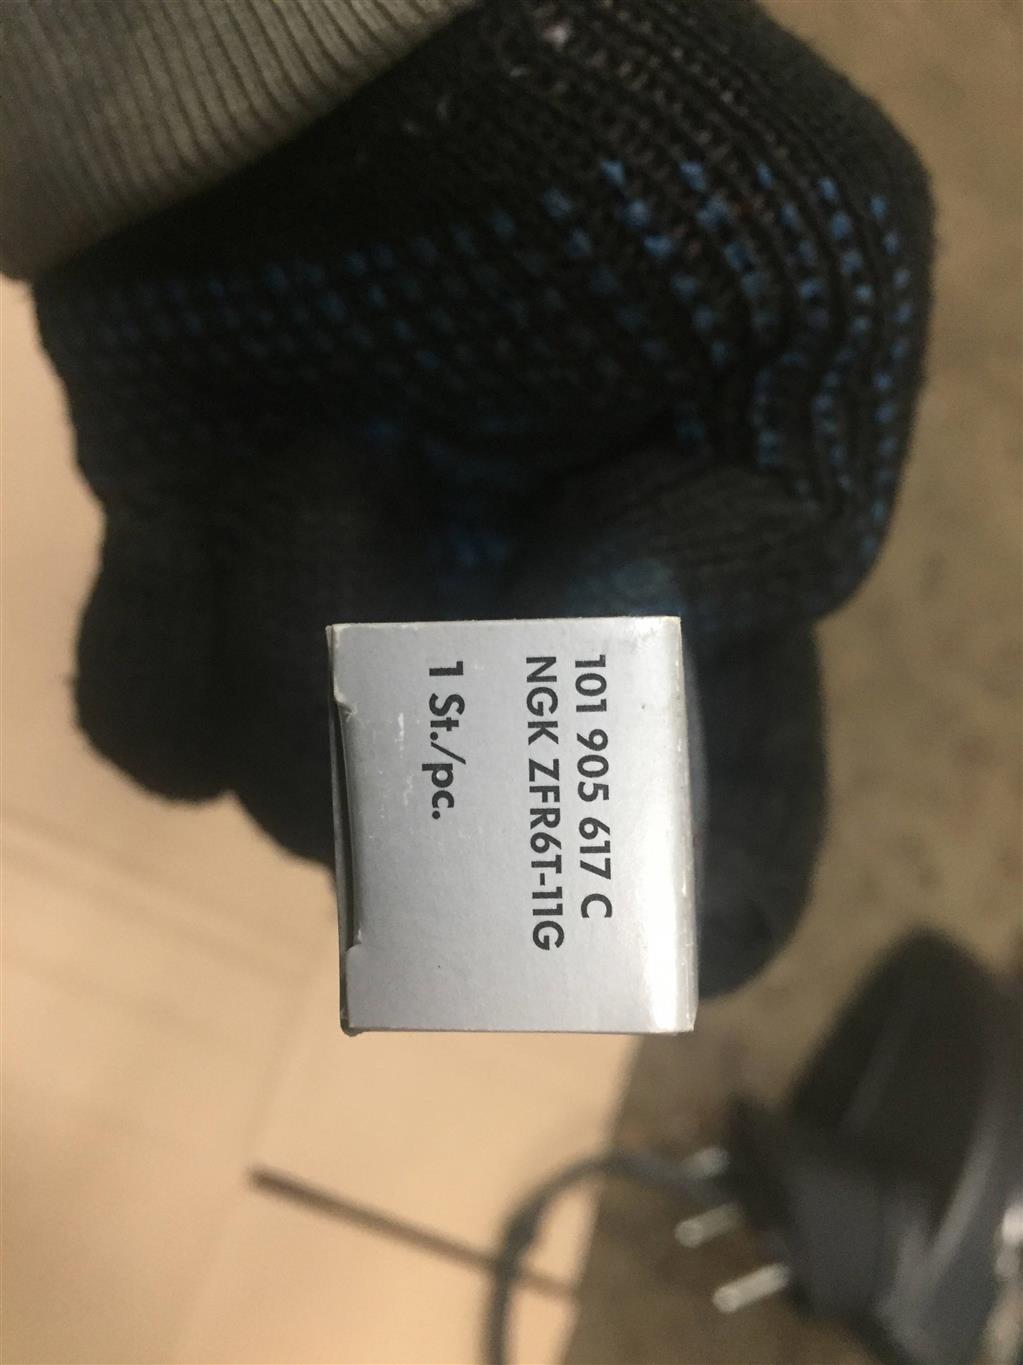 101 905 617 C
NGK ZFR6T-11G
1 St./pc.